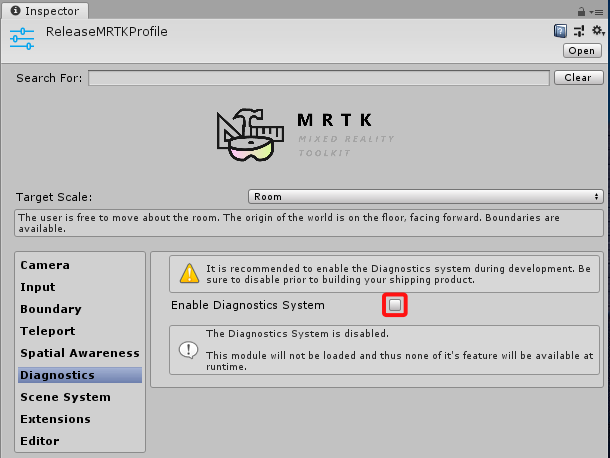 Inspector
ReleaseMRTKProfile
Open
Search For:
Clear
MRTK
MIXED REALITY
TOOLKIT
Target Scale:
Room
The user is free to move about the room. The origin of the world is on the floor, facing forward. Boundaries are
available.
Camera
Input
Boundary
Teleport
Spatial Awareness
Diagnostics
Scene System
Extensions
Editor
It is recommended to enable the Diagnostics system during development. Be
sure to disable prior to building your shipping product.
Enable Diagnostics System
The Diagnostics System is disabled.
This module will not be loaded and thus none of it's feature will be available at
runtime.